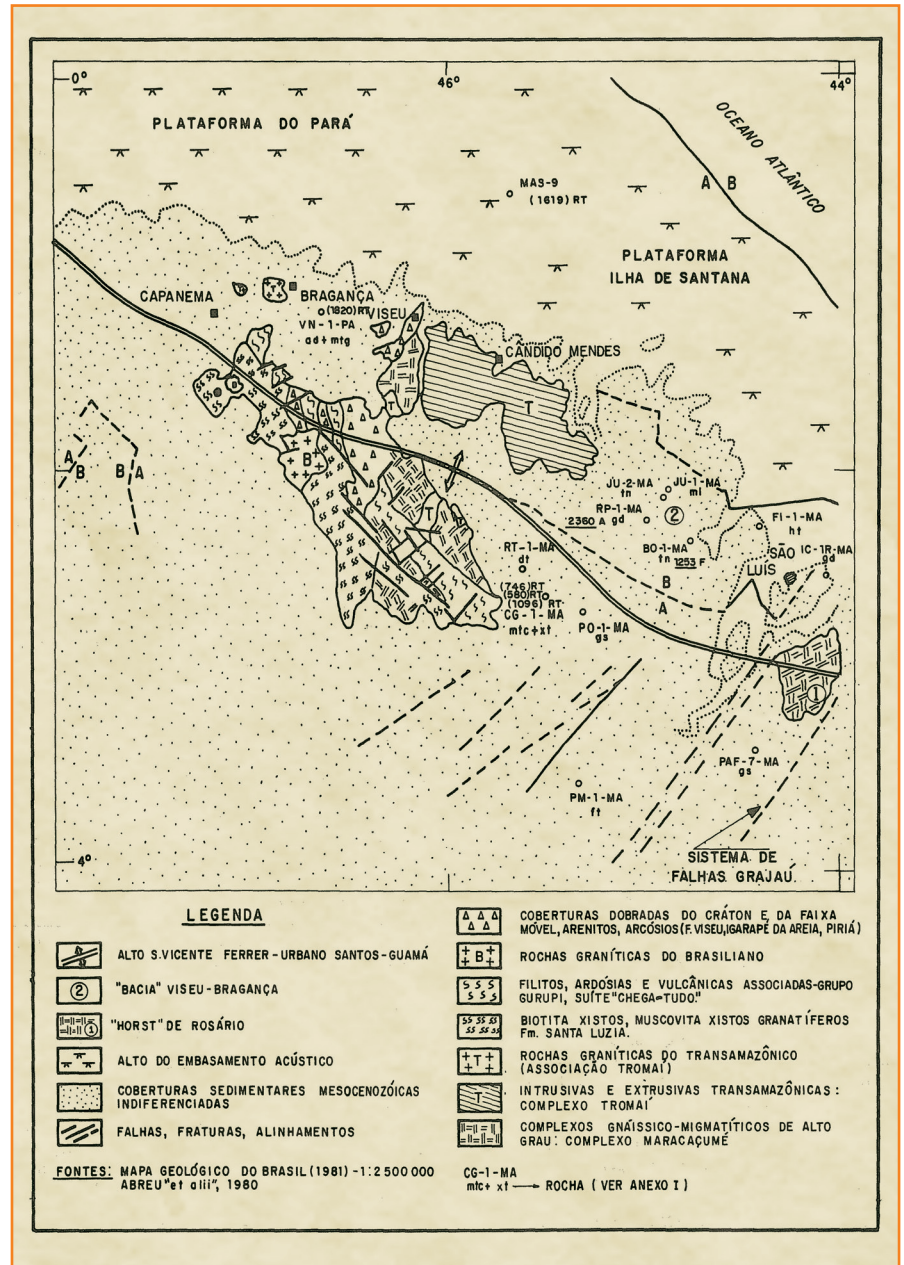 0°
46°
44°
PLATAFORMA DO PARÁ
OCEANO ATLÂNTICO
A B
MAS-9
(1619) RT
PLATAFORMA
ILHA DE SANTANA
CAPANEMA
BRAGANÇA
(1820)RT
VISEU
VN-1-PA
ad+mtg
CÂNDIDO MENDES
T
T
B
A
B
B
A
T
T
JU-2-MA
tn
JU-1-MA
ml
RP-1-MA
gd
2360 A
②
FI-1-MA
ht
BO-1-MA
tn
1253 F
SÃO
LUÍS
IC-1R-MA
gd
RT-1-MA
dt
B
A
(746)RT
(580)RT
(1096) RT
CG-1-MA
mtc+xt
PO-1-MA
gs
①
PAF-7-MA
gs
PM-1-MA
ft
SISTEMA DE
FALHAS GRAJAÚ
4°
LEGENDA
ALTO S.VICENTE FERRER-URBANO SANTOS-GUAMÁ
② "BACIA" VISEU-BRAGANÇA
① "HORST" DE ROSÁRIO
ALTO DO EMBASAMENTO ACÚSTICO
COBERTURAS SEDIMENTARES MESOCENOZÓICAS
INDIFERENCIADAS
FALHAS, FRATURAS, ALINHAMENTOS
FONTES: MAPA GEOLÓGICO DO BRASIL (1981) -1:2 500 000
ABREU "et alii", 1980
COBERTURAS DOBRADAS DO CRÁTON E DA FAIXA
MÓVEL, ARENITOS, ARCÓSIOS (F. VISEU,IGARAPÉ DA AREIA, PIRIÁ)
B ROCHAS GRANÍTICAS DO BRASILIANO
FILITOS, ARDÓSIAS E VULCÂNICAS ASSOCIADAS-GRUPO
GURUPI, SUÍTE "CHEGA-TUDO."
BIOTITA XISTOS, MUSCOVITA XISTOS GRANATÍFEROS
Fm. SANTA LUZIA.
T ROCHAS GRANÍTICAS DO TRANSAMAZÔNICO
(ASSOCIAÇÃO TROMAÍ)
T INTRUSIVAS E EXTRUSIVAS TRANSAMAZÔNICAS:
COMPLEXO TROMAÍ
COMPLEXOS GNÁISSICO-MIGMATÍTICOS DE ALTO
GRAU: COMPLEXO MARACAÇUMÉ
CG-1-MA
mtc+ xt → ROCHA ( VER ANEXO I )